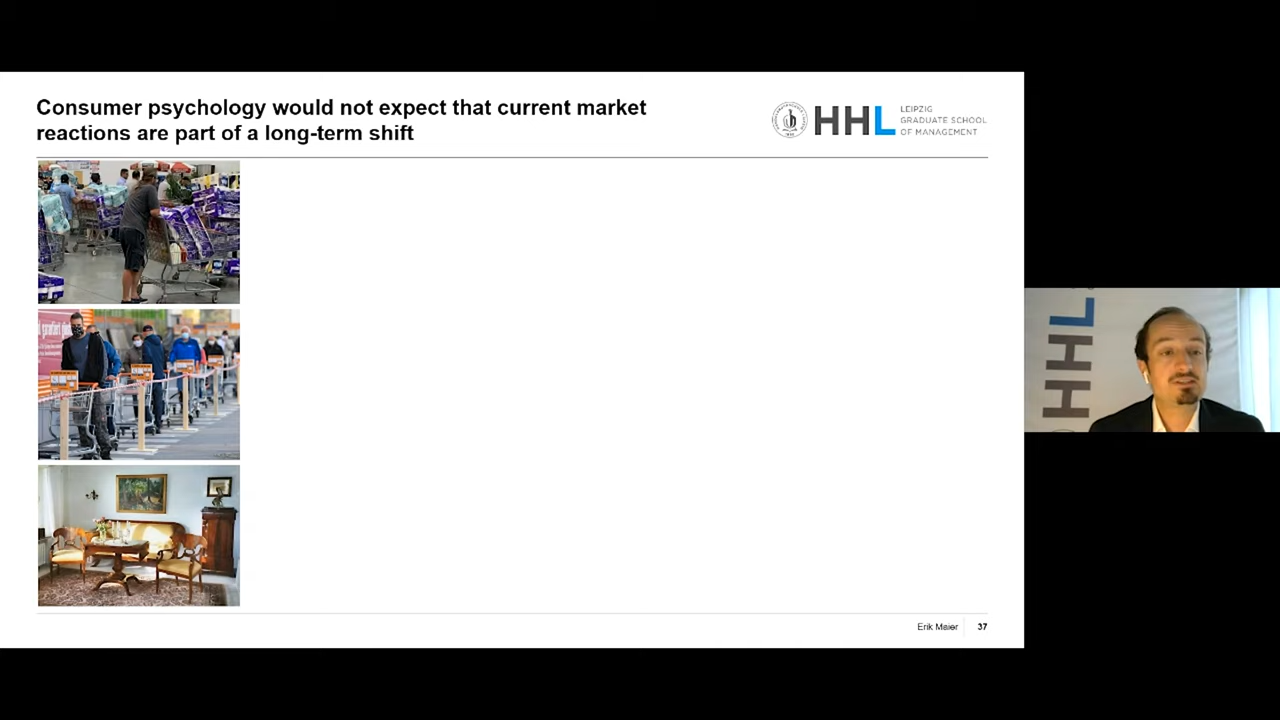 Consumer psychology would not expect that current market
reactions are part of a long-term shift
HHL
LEIPZIG
GRADUATE SCHOOL
OF MANAGEMENT
HHL
Erik Maier
37